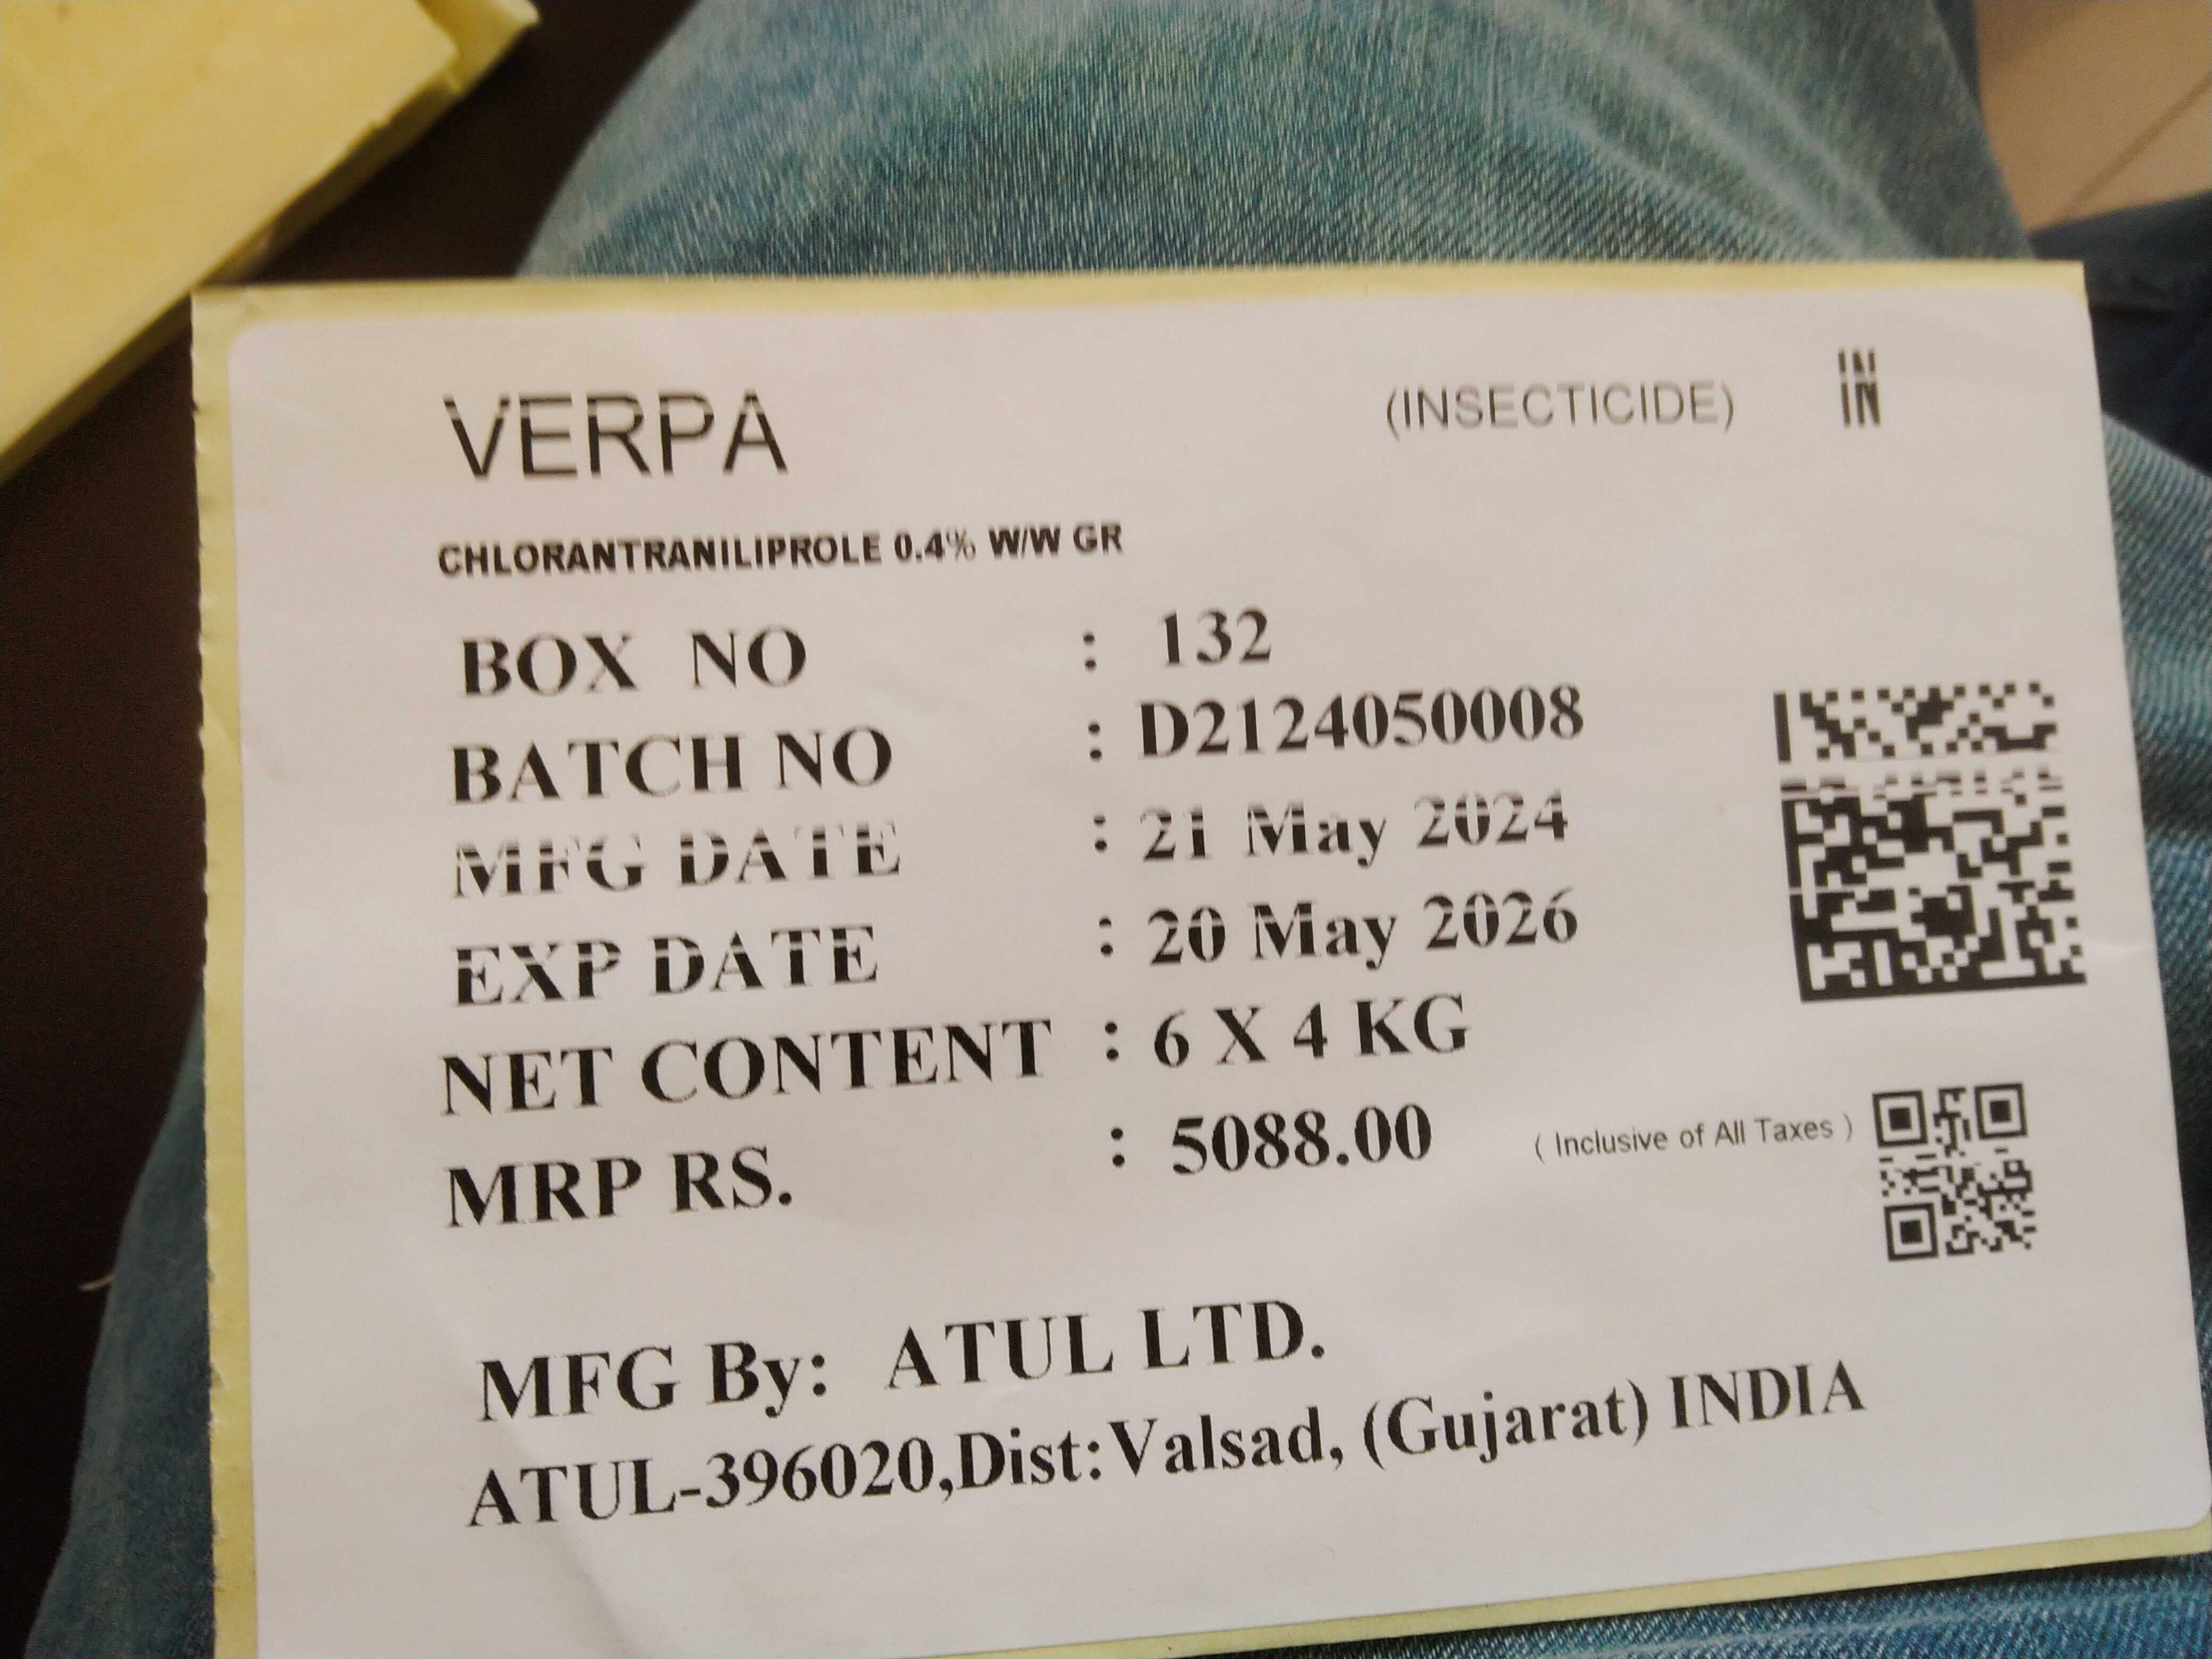 VERPA (INSECTICIDE) IN
CHLORANTRANILIPROLE 0.4% W/W GR
BOX NO : 132
BATCH NO : D2124050008
MFG DATE : 21 May 2024
EXP DATE : 20 May 2026
NET CONTENT : 6 X 4 KG
MRP RS. : 5088.00 ( Inclusive of All Taxes )
MFG By: ATUL LTD.
ATUL-396020,Dist:Valsad, (Gujarat) INDIA